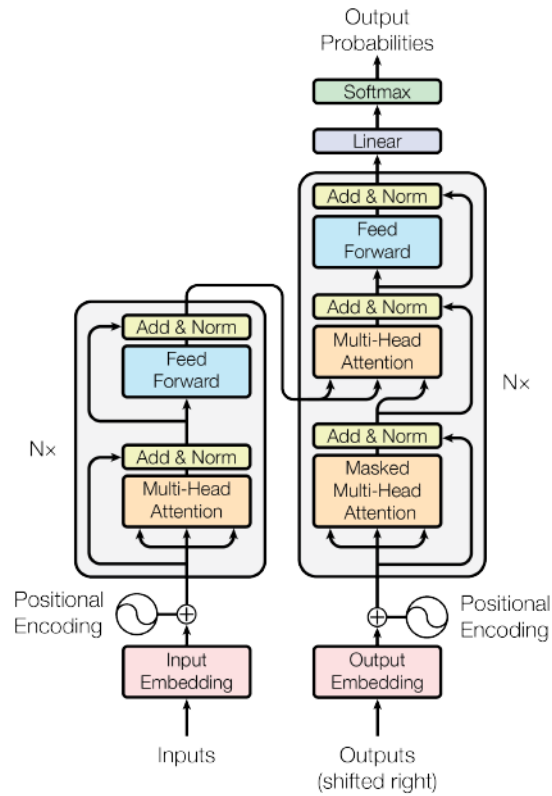 Output
Probabilities
Softmax
Linear
Add & Norm
Feed
Forward
Add & Norm
Multi-Head
Attention
Add & Norm
Masked
Multi-Head
Attention
Nx
Add & Norm
Feed
Forward
Add & Norm
Multi-Head
Attention
Nx
Positional
Encoding
Positional
Encoding
Input
Embedding
Output
Embedding
Inputs
Outputs
(shifted right)